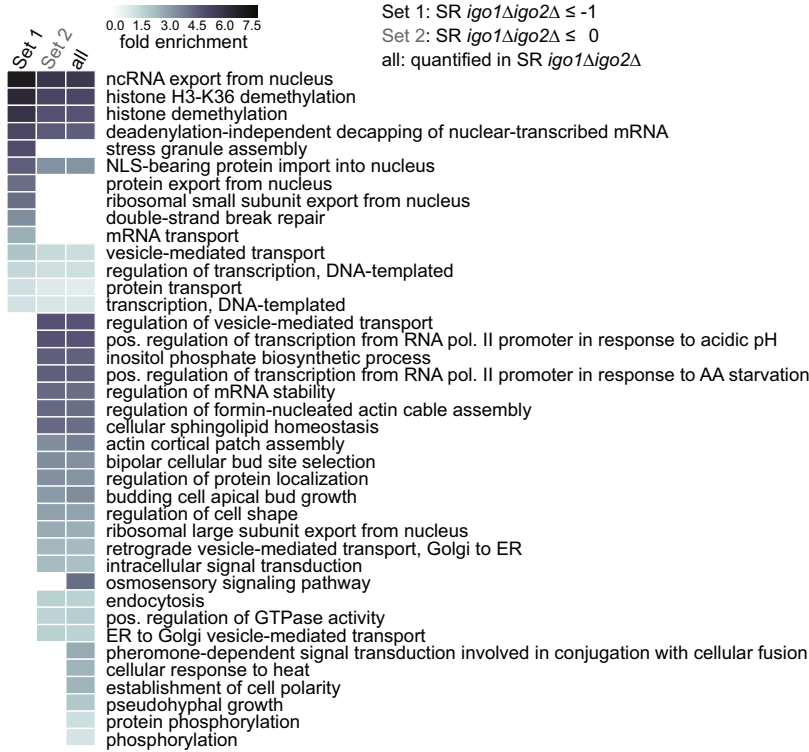 0.0 1.5 3.0 4.5 6.0 7.5
fold enrichment
Set 1: SR igo1Δigo2Δ ≤ -1
Set 2: SR igo1Δigo2Δ ≤ 0
all: quantified in SR igo1Δigo2Δ
Set 1
Set 2
all
ncRNA export from nucleus
histone H3-K36 demethylation
histone demethylation
deadenylation-independent decapping of nuclear-transcribed mRNA
stress granule assembly
NLS-bearing protein import into nucleus
protein export from nucleus
ribosomal small subunit export from nucleus
double-strand break repair
mRNA transport
vesicle-mediated transport
regulation of transcription, DNA-templated
protein transport
transcription, DNA-templated
regulation of vesicle-mediated transport
pos. regulation of transcription from RNA pol. II promoter in response to acidic pH
inositol phosphate biosynthetic process
pos. regulation of transcription from RNA pol. II promoter in response to AA starvation
regulation of mRNA stability
regulation of formin-nucleated actin cable assembly
cellular sphingolipid homeostasis
actin cortical patch assembly
bipolar cellular bud site selection
regulation of protein localization
budding cell apical bud growth
regulation of cell shape
ribosomal large subunit export from nucleus
retrograde vesicle-mediated transport, Golgi to ER
intracellular signal transduction
osmosensory signaling pathway
endocytosis
pos. regulation of GTPase activity
ER to Golgi vesicle-mediated transport
pheromone-dependent signal transduction involved in conjugation with cellular fusion
cellular response to heat
establishment of cell polarity
pseudohyphal growth
protein phosphorylation
phosphorylation